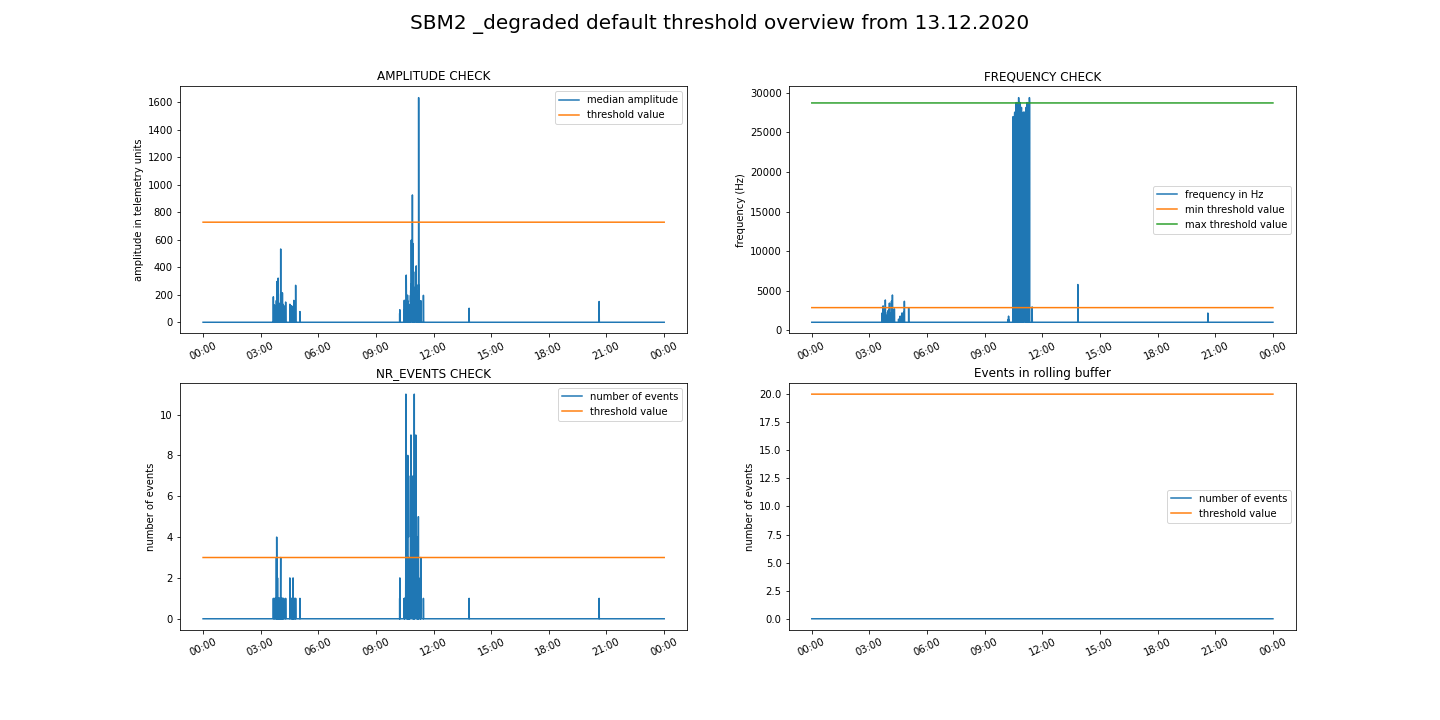 SBM2 _degraded default threshold overview from 13.12.2020
AMPLITUDE CHECK
amplitude in telemetry units
1600
1400
1200
1000
800
600
400
200
0
median amplitude
threshold value
00:00 03:00 06:00 09:00 12:00 15:00 18:00 21:00 00:00
FREQUENCY CHECK
frequency (Hz)
30000
25000
20000
15000
10000
5000
0
frequency in Hz
min threshold value
max threshold value
00:00 03:00 06:00 09:00 12:00 15:00 18:00 21:00 00:00
NR_EVENTS CHECK
number of events
10
8
6
4
2
0
number of events
threshold value
00:00 03:00 06:00 09:00 12:00 15:00 18:00 21:00 00:00
Events in rolling buffer
number of events
20.0
17.5
15.0
12.5
10.0
7.5
5.0
2.5
0.0
number of events
threshold value
00:00 03:00 06:00 09:00 12:00 15:00 18:00 21:00 00:00